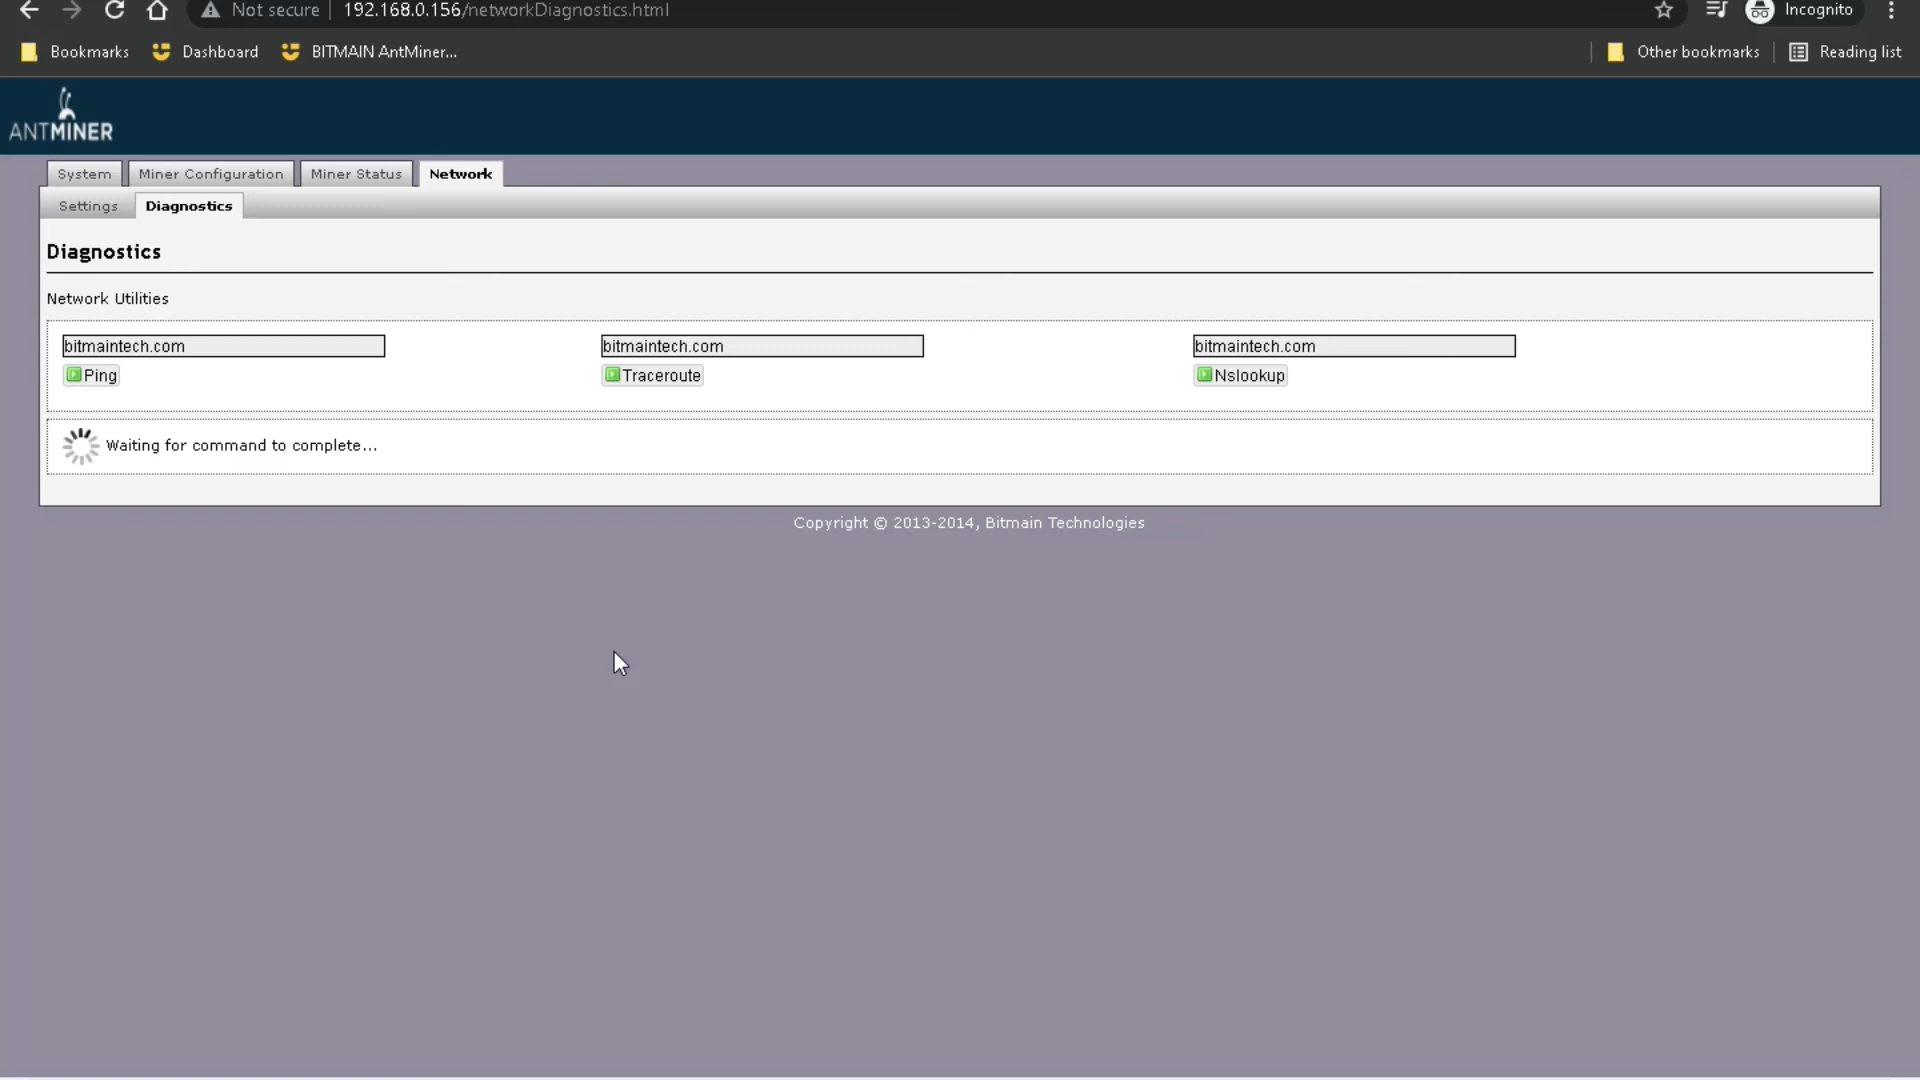 Not secure 192.168.0.156/networkDiagnostics.html Incognito
Bookmarks Dashboard BITMAIN AntMiner... Other bookmarks Reading list
ANTMINER
System Miner Configuration Miner Status Network
Settings Diagnostics
Diagnostics
Network Utilities
bitmaintech.com bitmaintech.com bitmaintech.com
Ping Traceroute Nslookup
Waiting for command to complete...
Copyright © 2013-2014, Bitmain Technologies